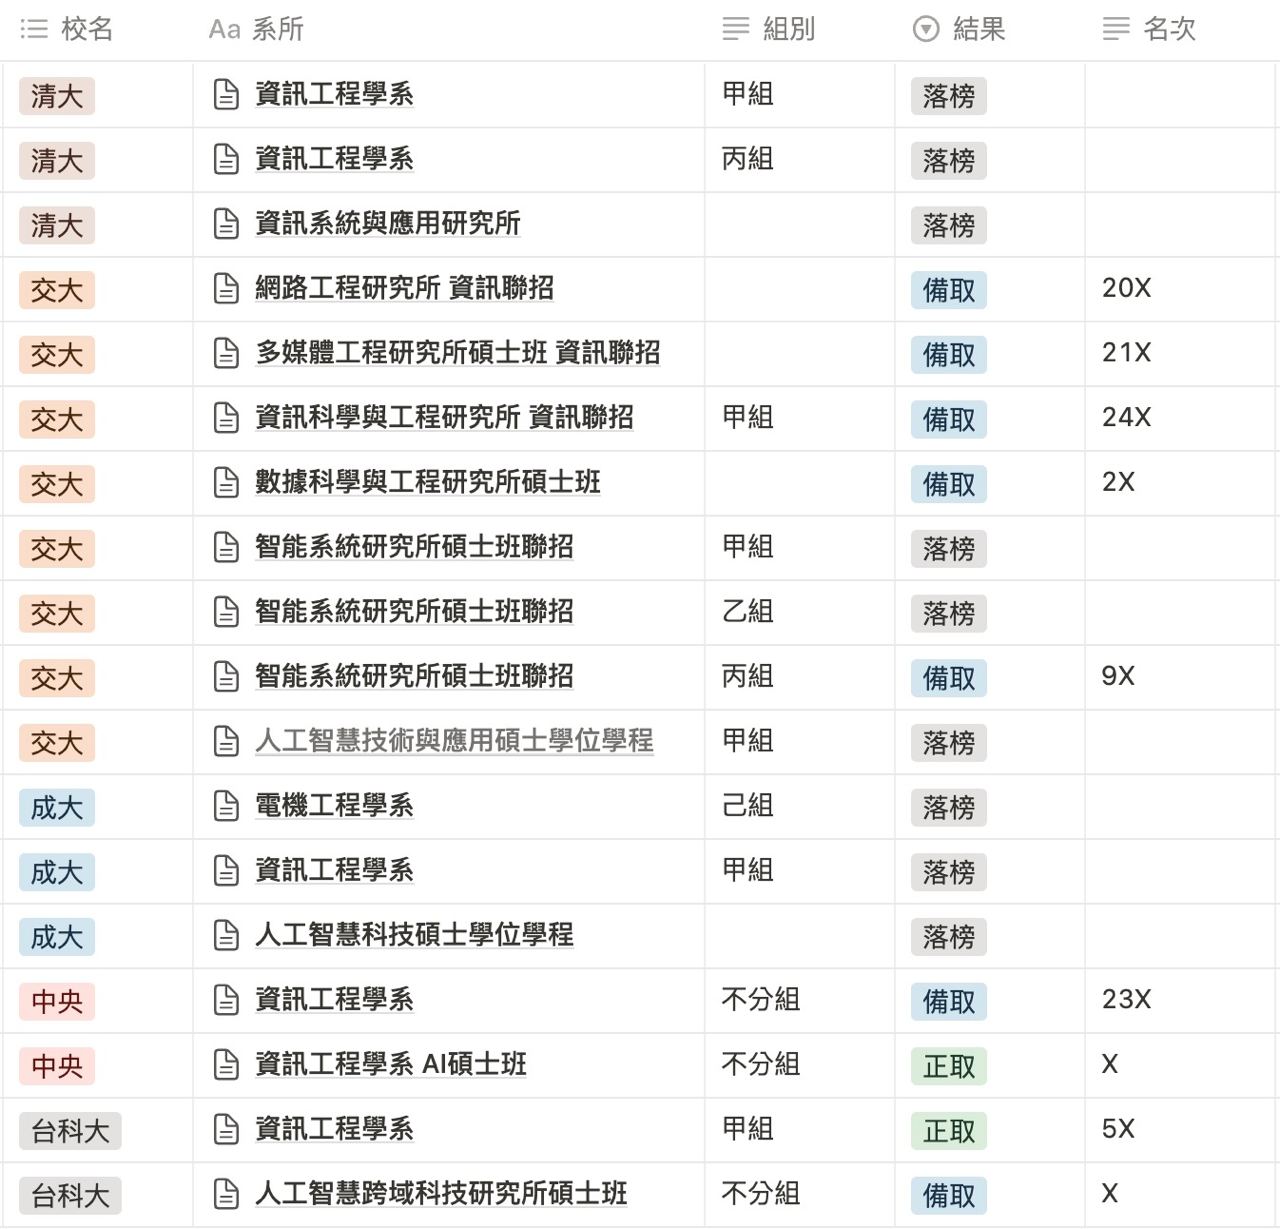 校名 Aa 系所 組別 結果 名次
清大 資訊工程學系 甲組 落榜
清大 資訊工程學系 丙組 落榜
清大 資訊系統與應用研究所 落榜
交大 網路工程研究所 資訊聯招 備取 20X
交大 多媒體工程研究所碩士班 資訊聯招 備取 21X
交大 資訊科學與工程研究所 資訊聯招 甲組 備取 24X
交大 數據科學與工程研究所碩士班 備取 2X
交大 智能系統研究所碩士班聯招 甲組 落榜
交大 智能系統研究所碩士班聯招 乙組 落榜
交大 智能系統研究所碩士班聯招 丙組 備取 9X
交大 人工智慧技術與應用碩士學位學程 甲組 落榜
成大 電機工程學系 己組 落榜
成大 資訊工程學系 甲組 落榜
成大 人工智慧科技碩士學位學程 落榜
中央 資訊工程學系 不分組 備取 23X
中央 資訊工程學系 AI碩士班 不分組 正取 X
台科大 資訊工程學系 甲組 正取 5X
台科大 人工智慧跨域科技研究所碩士班 不分組 備取 X